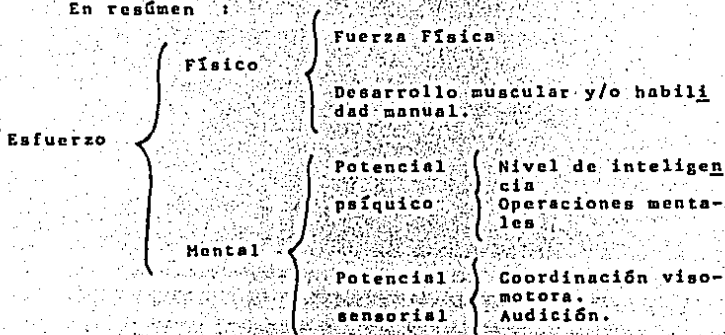 En resúmen :
Fuerza Física
Físico
Desarrollo muscular y/o habili
dad manual.
Esfuerzo
Potencial
psíquico
Nivel de inteligen
cia
Operaciones menta-
les
Mental
Potencial
sensorial
Coordinación viso-
motora.
Audición.